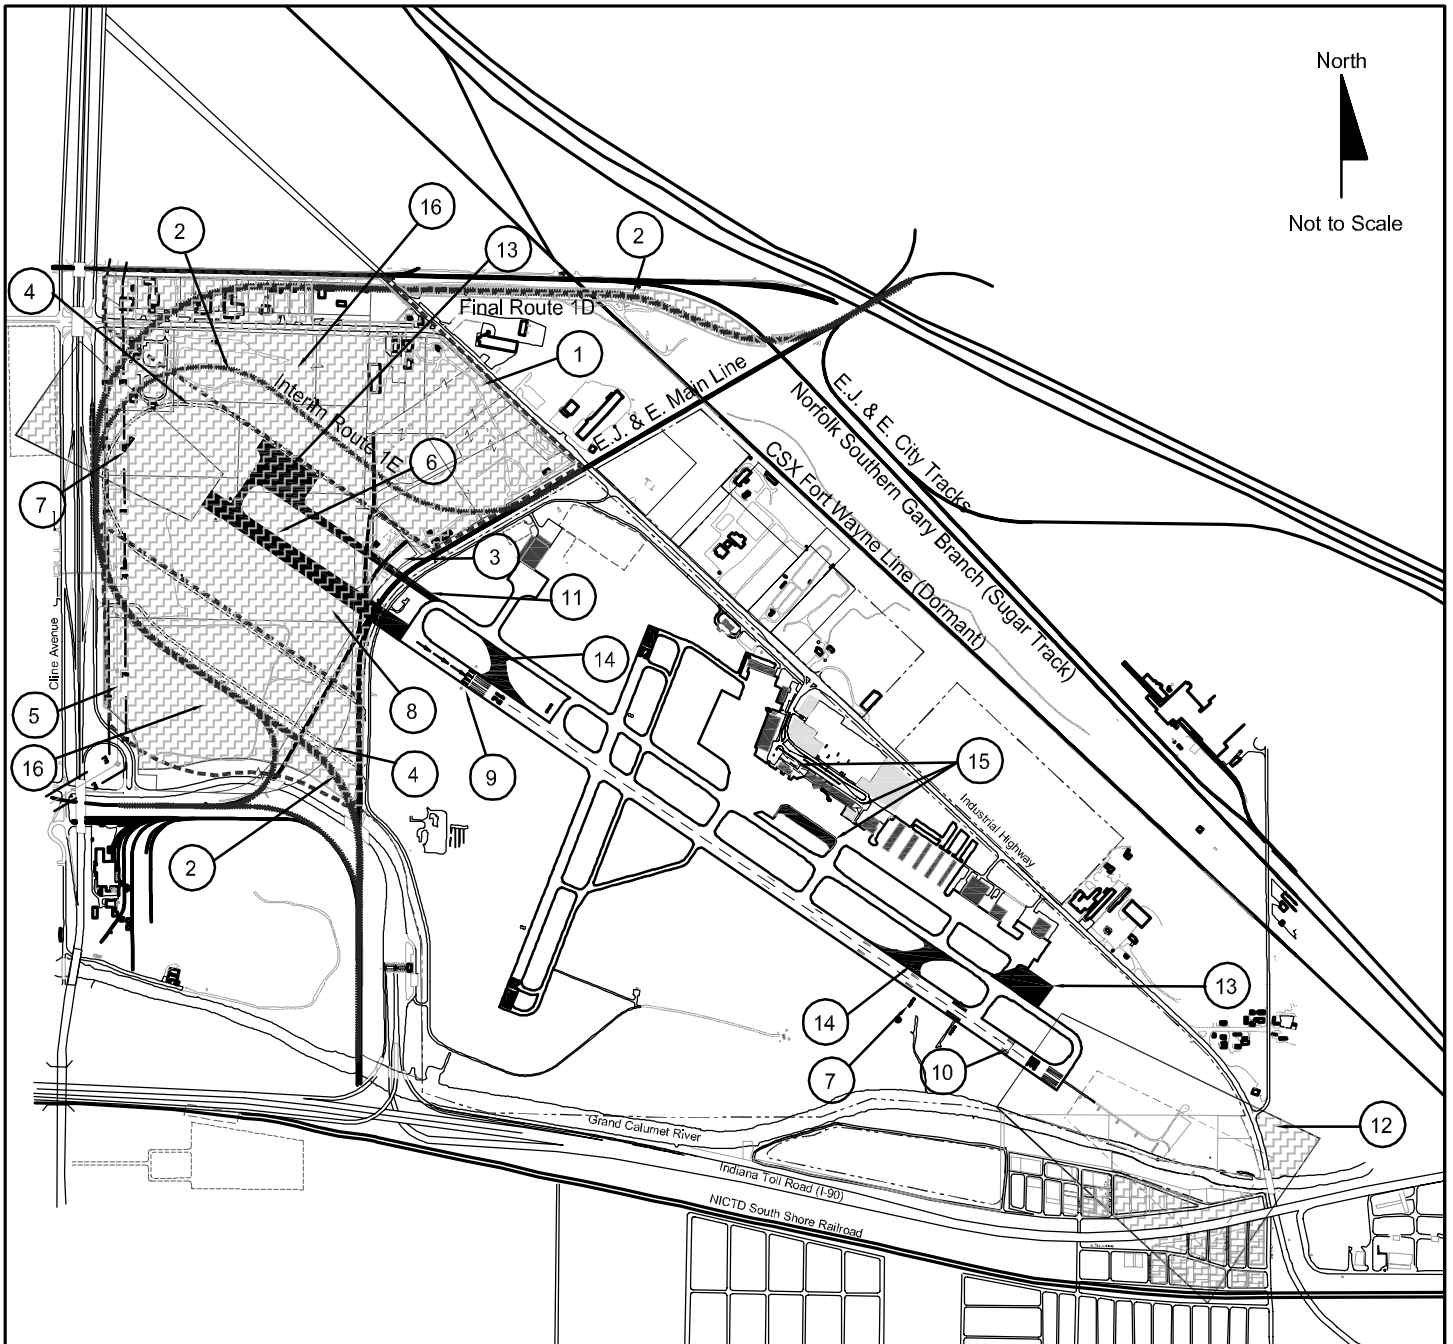 North
Not to Scale
16
2
13
2
4
Final Route 1D
1
E.J. & E. Main Line
E.J. & E. City Tracks
Norfolk Southern Gary Branch (Sugar Track)
CSX Fort Wayne Line (Dormant)
Interim Route 1E
6
7
3
11
14
Cline Avenue
5
8
16
4
9
15
Industrial Highway
2
13
14
7
10
12
Grand Calumet River
Indiana Toll Road (I-90)
NICTD South Shore Railroad